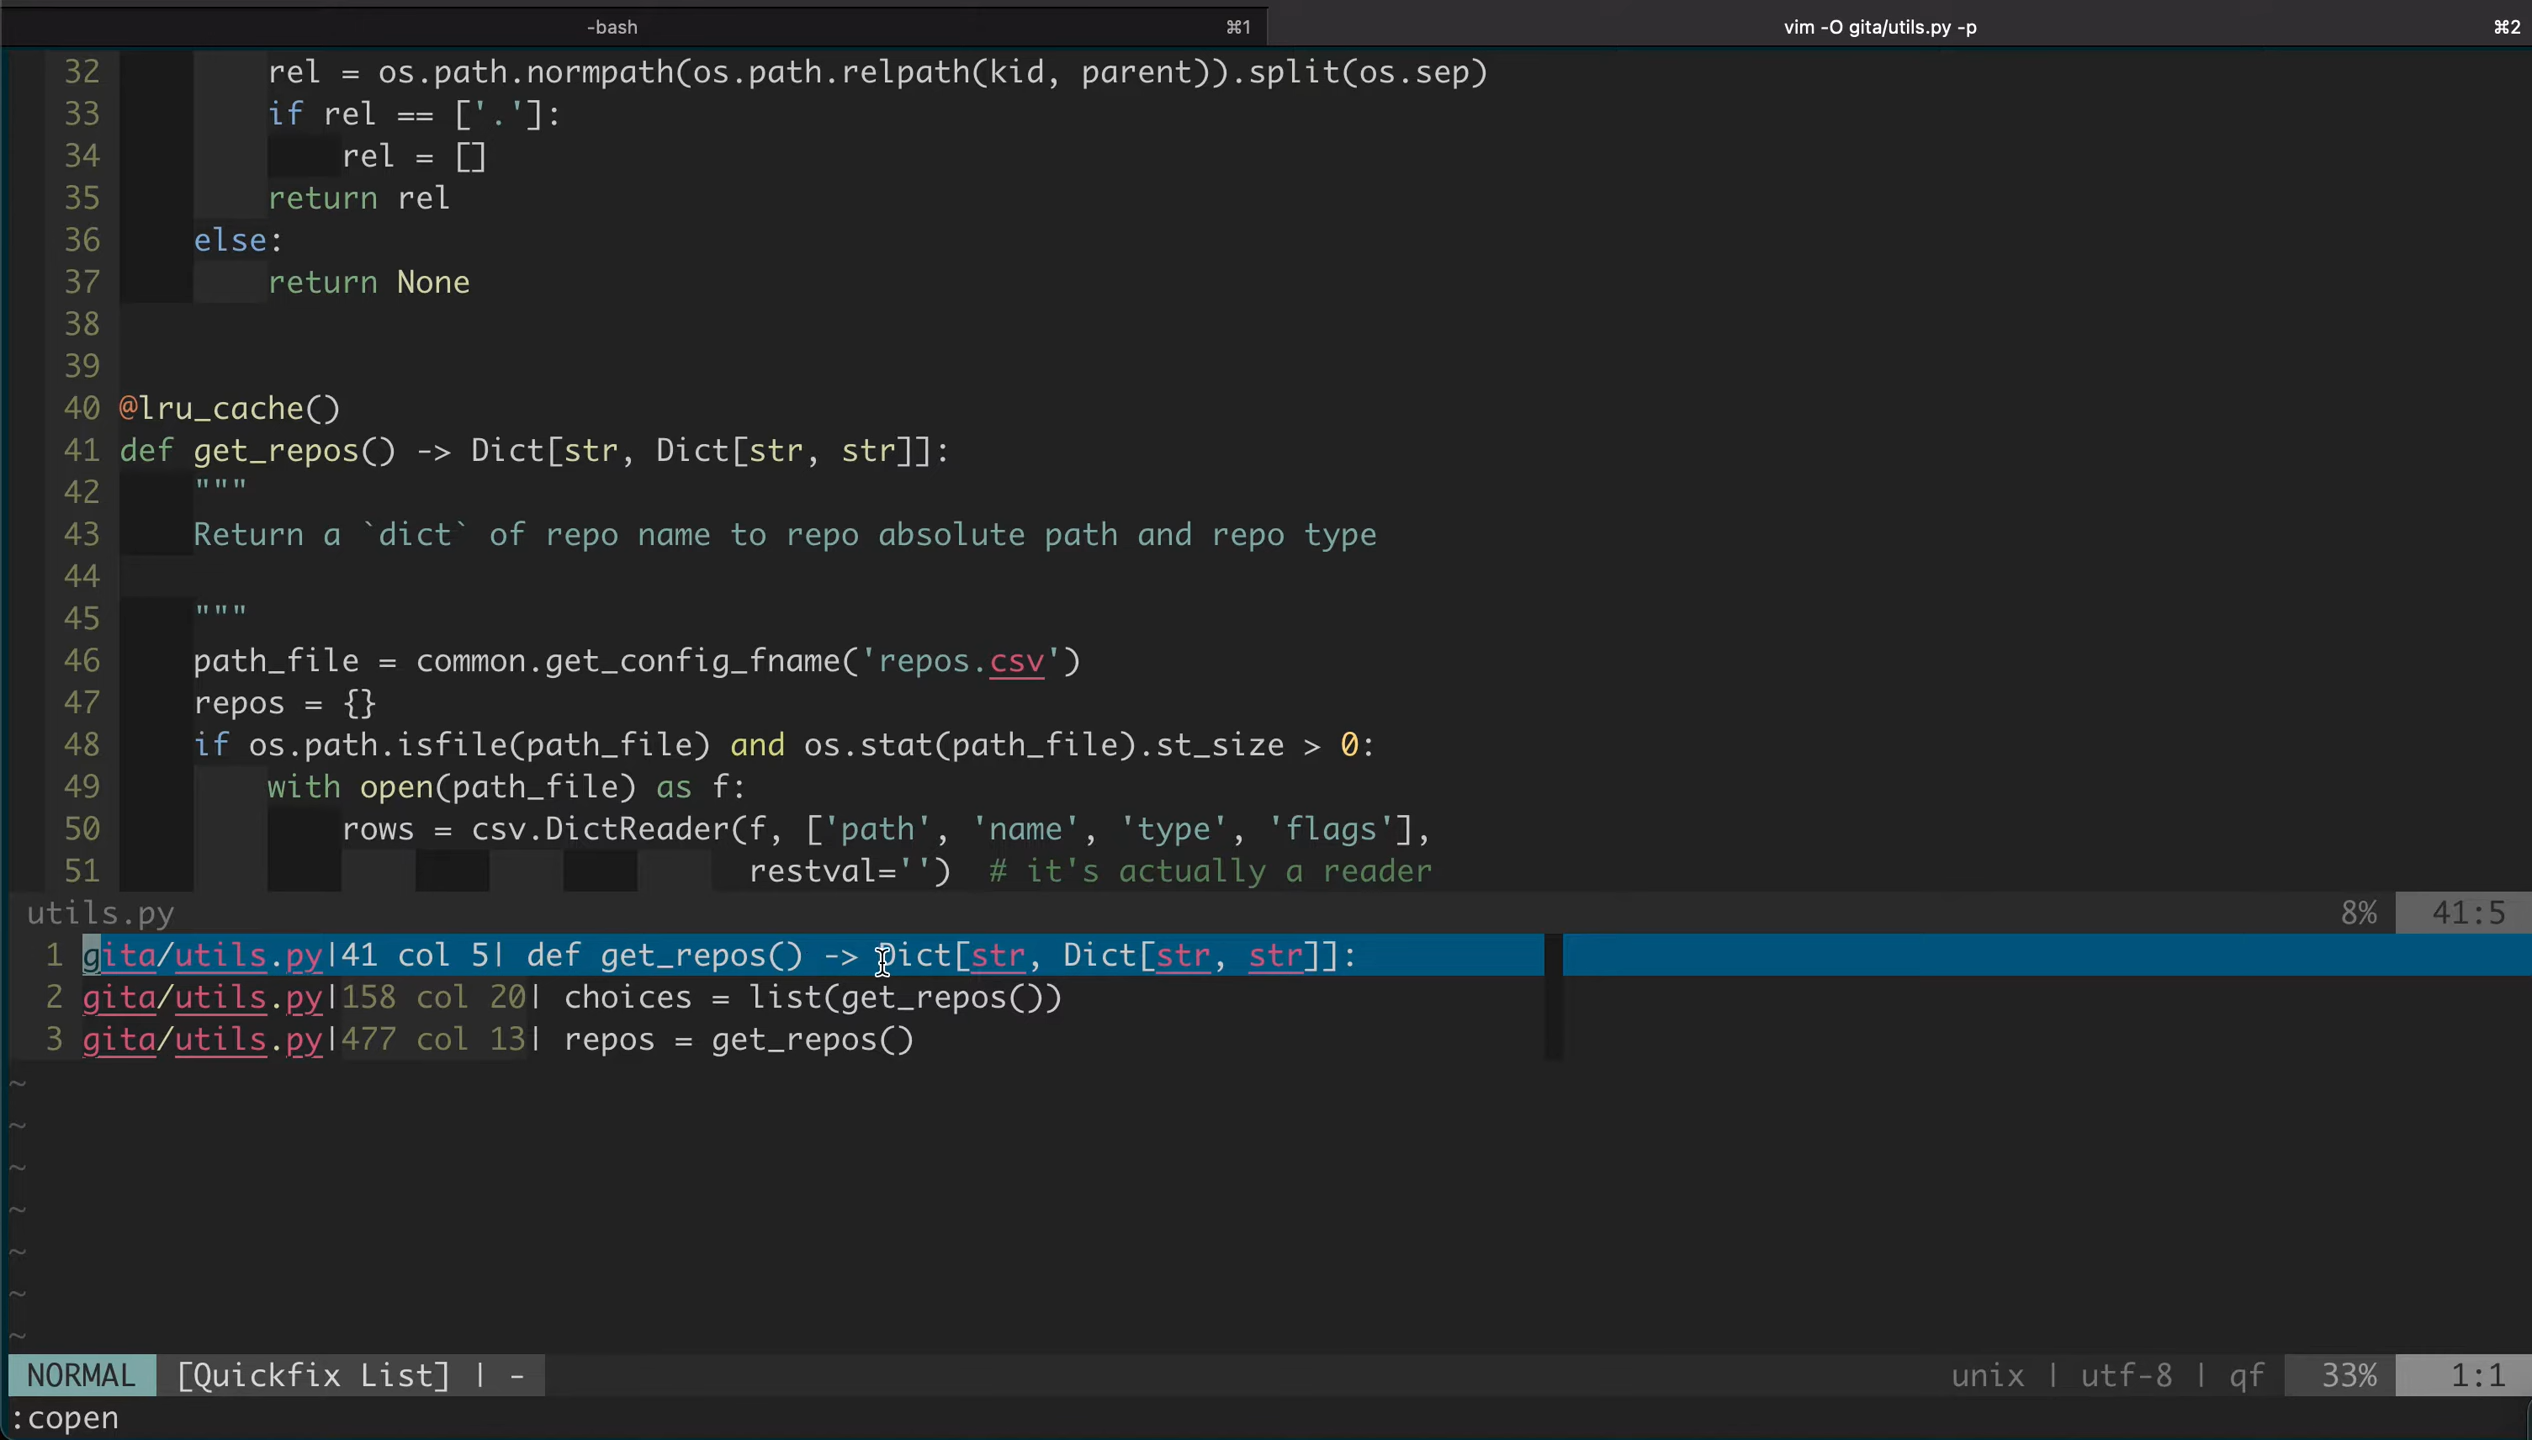 -bash ⌘1 vim -O gita/utils.py -p ⌘2
32         rel = os.path.normpath(os.path.relpath(kid, parent)).split(os.sep)
33         if rel == ['.']:
34             rel = []
35         return rel
36     else:
37         return None
38
39
40 @lru_cache()
41 def get_repos() -> Dict[str, Dict[str, str]]:
42     """
43     Return a `dict` of repo name to repo absolute path and repo type
44
45     """
46     path_file = common.get_config_fname('repos.csv')
47     repos = {}
48     if os.path.isfile(path_file) and os.stat(path_file).st_size > 0:
49         with open(path_file) as f:
50             rows = csv.DictReader(f, ['path', 'name', 'type', 'flags'],
51                                   restval='')  # it's actually a reader
utils.py 8% 41:5
1 gita/utils.py|41 col 5| def get_repos() -> Dict[str, Dict[str, str]]:
2 gita/utils.py|158 col 20| choices = list(get_repos())
3 gita/utils.py|477 col 13| repos = get_repos()
~
~
~
~
~
~
~
NORMAL [Quickfix List] | - unix | utf-8 | qf 33% 1:1
:copen